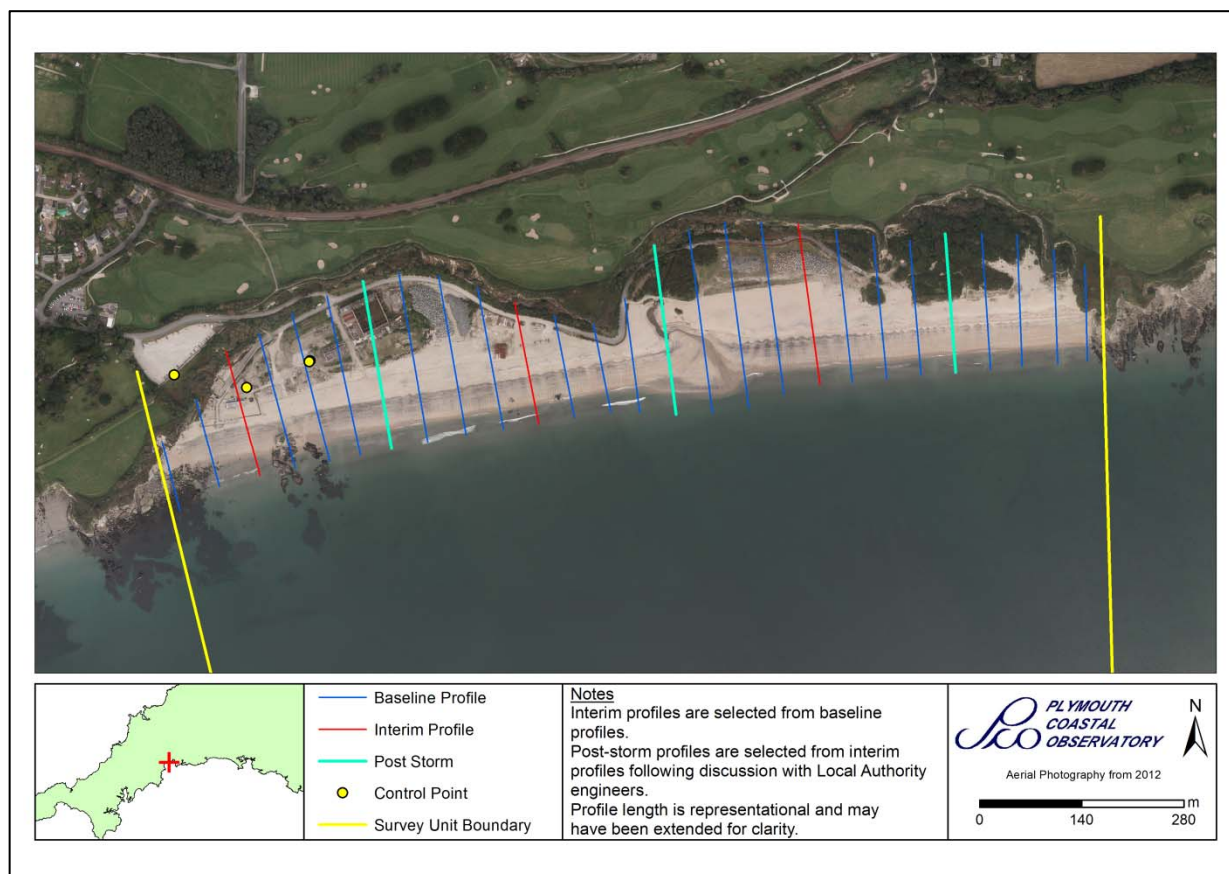 Baseline Profile
Interim Profile
Post Storm
Control Point
Survey Unit Boundary
Notes
Interim profiles are selected from baseline
profiles.
Post-storm profiles are selected from interim
profiles following discussion with Local Authority
engineers.
Profile length is representational and may
have been extended for clarity.
PCO
PLYMOUTH
COASTAL
OBSERVATORY
N
Aerial Photography from 2012
m
0 140 280